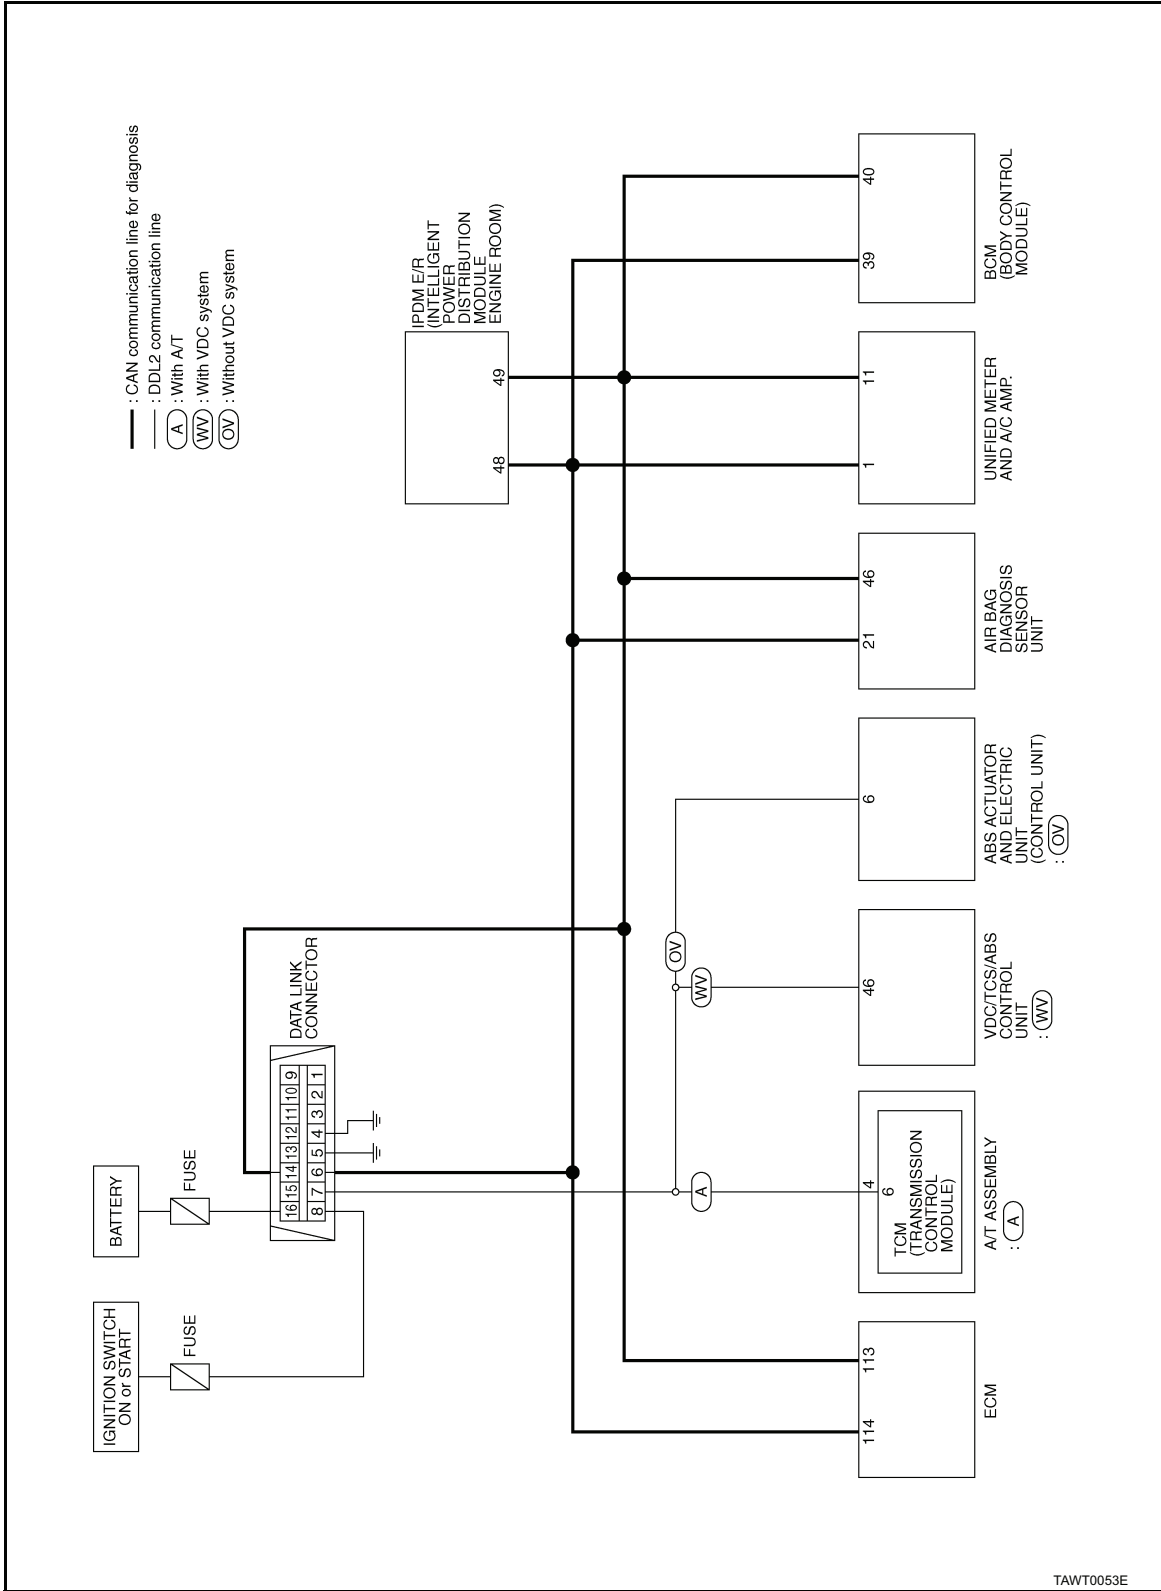 : CAN communication line for diagnosis
: DDL2 communication line
A : With A/T
WV : With VDC system
OV : Without VDC system
IGNITION SWITCH
ON or START
BATTERY
FUSE
FUSE
DATA LINK
CONNECTOR
16 15 14 13 12 11 10 9
8 7 6 5 4 3 2 1
IPDM E/R
(INTELLIGENT
POWER
DISTRIBUTION
MODULE
ENGINE ROOM)
48
49
A
WV
OV
114
113
ECM
4
6
TCM
(TRANSMISSION
CONTROL
MODULE)
A/T ASSEMBLY
: A
46
VDC/TCS/ABS
CONTROL
UNIT
: WV
6
ABS ACTUATOR
AND ELECTRIC
UNIT
(CONTROL UNIT)
: OV
21
46
AIR BAG
DIAGNOSIS
SENSOR
UNIT
1
11
UNIFIED METER
AND A/C AMP.
39
40
BCM
(BODY CONTROL
MODULE)
TAWT0053E